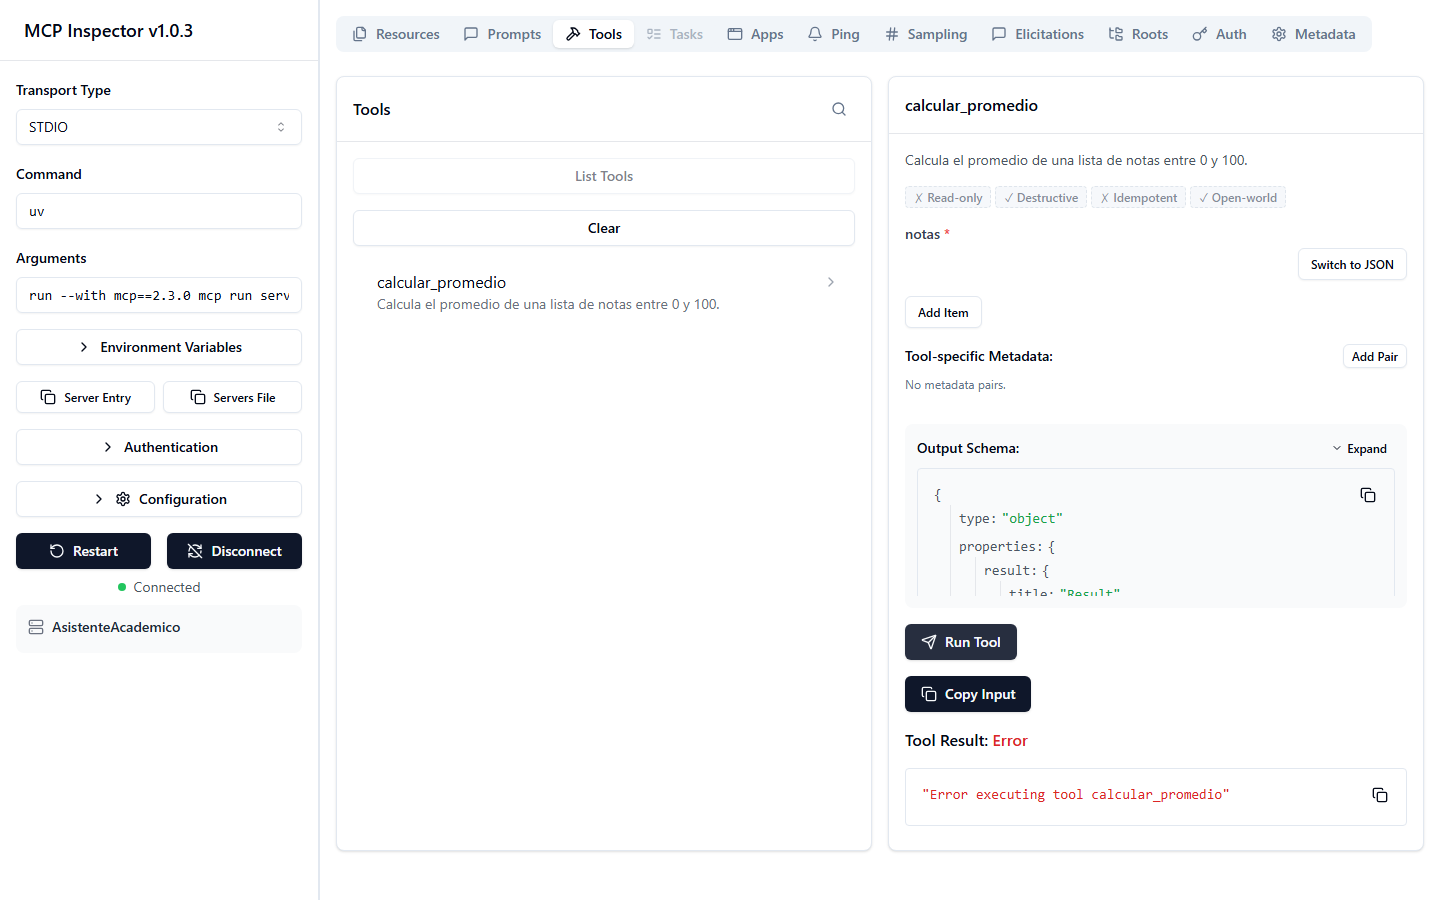 MCP Inspector v1.0.3
Transport Type
STDIO
Command
uv
Arguments
run --with mcp==2.3.0 mcp run serv
Environment Variables
Server Entry
Servers File
Authentication
Configuration
Restart
Disconnect
Connected
AsistenteAcademico
Resources
Prompts
Tools
Tasks
Apps
Ping
Sampling
Elicitations
Roots
Auth
Metadata
Tools
List Tools
Clear
calcular_promedio
Calcula el promedio de una lista de notas entre 0 y 100.
calcular_promedio
Calcula el promedio de una lista de notas entre 0 y 100.
✗ Read-only
✓ Destructive
✗ Idempotent
✓ Open-world
notas *
Switch to JSON
Add Item
Tool-specific Metadata:
Add Pair
No metadata pairs.
Output Schema:
Expand
{
type: "object"
properties: {
result: {
title: "Result"
Run Tool
Copy Input
Tool Result: Error
"Error executing tool calcular_promedio"